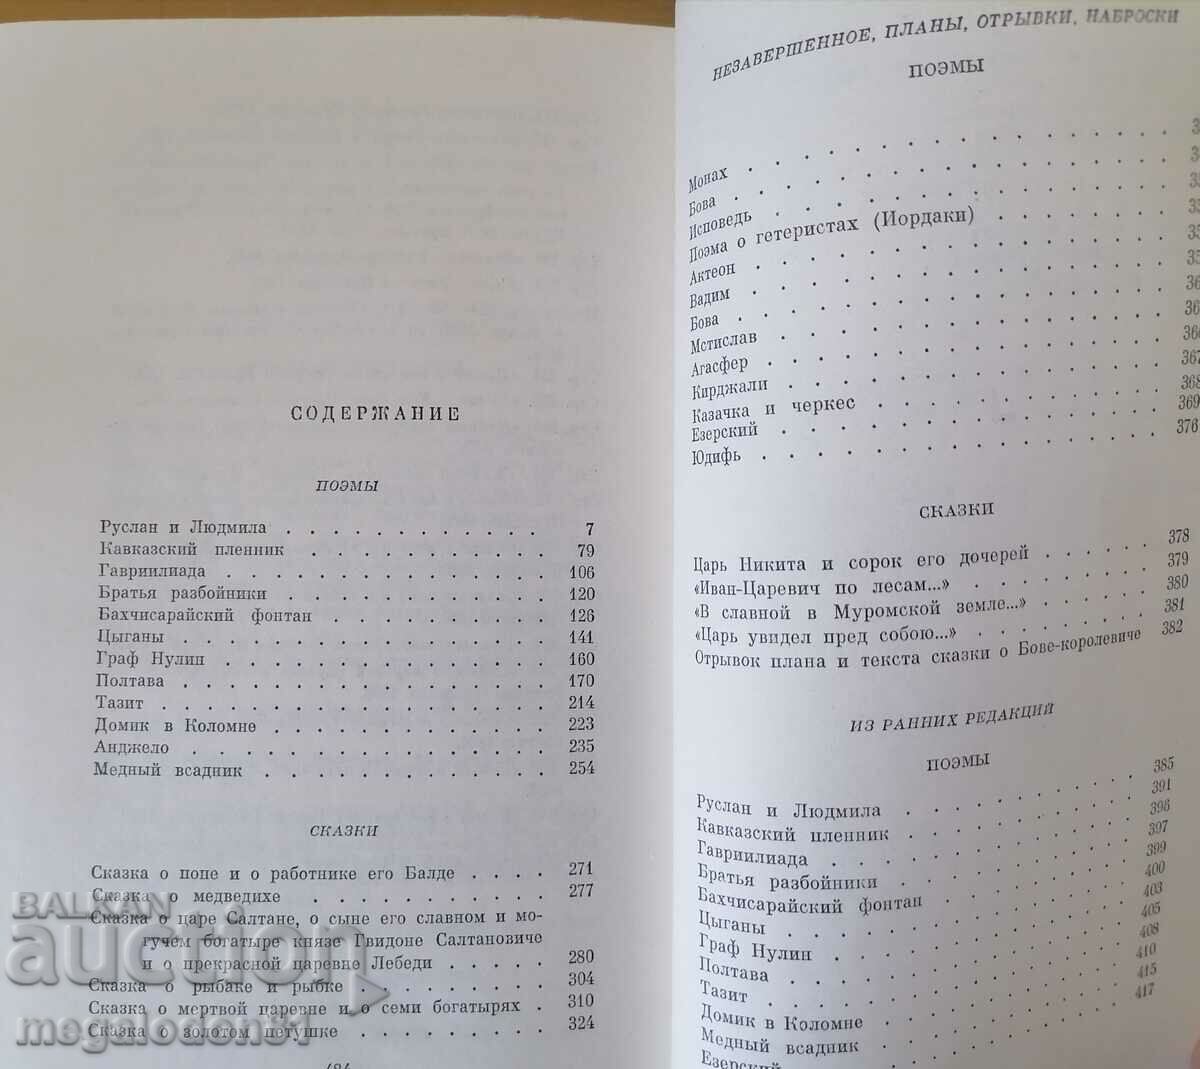 СОДЕРЖАНИЕ
ПОЭМЫ
Руслан и Людмила . . . . . . . . . . . . 7
Кавказский пленник . . . . . . . . . . . 79
Гавриилиада . . . . . . . . . . . . . . 106
Братья разбойники . . . . . . . . . . . 120
Бахчисарайский фонтан . . . . . . . . . 126
Цыганы . . . . . . . . . . . . . . . . 141
Граф Нулин . . . . . . . . . . . . . . 160
Полтава . . . . . . . . . . . . . . . . 170
Тазит . . . . . . . . . . . . . . . . . 214
Домик в Коломне . . . . . . . . . . . . 223
Анджело . . . . . . . . . . . . . . . . 235
Медный всадник . . . . . . . . . . . . 254
СКАЗКИ
Сказка о попе и о работнике его Балде . . . . 271
Сказка о медведихе . . . . . . . . . . 277
Сказка о царе Салтане, о сыне его славном и мо-
гучем богатыре князе Гвидоне Салтановиче
и о прекрасной царевне Лебеди . . . . . 280
Сказка о рыбаке и рыбке . . . . . . . . 304
Сказка о мертвой царевне и о семи богатырях . 310
Сказка о золотом петушке . . . . . . . 324
НЕЗАВЕРШЕННОЕ, ПЛАНЫ, ОТРЫВКИ, НАБРОСКИ
ПОЭМЫ
Монах . . . . . . . . . . . . . . . . .
Бова . . . . . . . . . . . . . . . . .
Исповедь . . . . . . . . . . . . . . .
Поэма о гетеристах (Иордаки) . . . . . . .
Актеон . . . . . . . . . . . . . . . .
Вадим . . . . . . . . . . . . . . . . .
Бова . . . . . . . . . . . . . . . . .
Мстислав . . . . . . . . . . . . . . .
Агасфер . . . . . . . . . . . . . . . . 366
Кирджали . . . . . . . . . . . . . . . 367
Казачка и черкес . . . . . . . . . . . 368
Езерский . . . . . . . . . . . . . . . 369
Юдифь . . . . . . . . . . . . . . . . . 376
СКАЗКИ
Царь Никита и сорок его дочерей . . . . . 378
«Иван-Царевич по лесам...» . . . . . . . 379
«В славной в Муромской земле...» . . . . 380
«Царь увидел пред собою...» . . . . . . 381
Отрывок плана и текста сказки о Бове-королевиче 382
ИЗ РАННИХ РЕДАКЦИЙ
ПОЭМЫ
Руслан и Людмила . . . . . . . . . . . 385
Кавказский пленник . . . . . . . . . . 391
Гавриилиада . . . . . . . . . . . . . . 396
Братья разбойники . . . . . . . . . . . 397
Бахчисарайский фонтан . . . . . . . . . 399
Цыганы . . . . . . . . . . . . . . . . 400
Граф Нулин . . . . . . . . . . . . . . 403
Полтава . . . . . . . . . . . . . . . . 405
Тазит . . . . . . . . . . . . . . . . . 408
Домик в Коломне . . . . . . . . . . . . 410
Медный всадник . . . . . . . . . . . . 415
Езерский . . . . . . . . . . . . . . . 417
BALKAN
auction
megalodon81